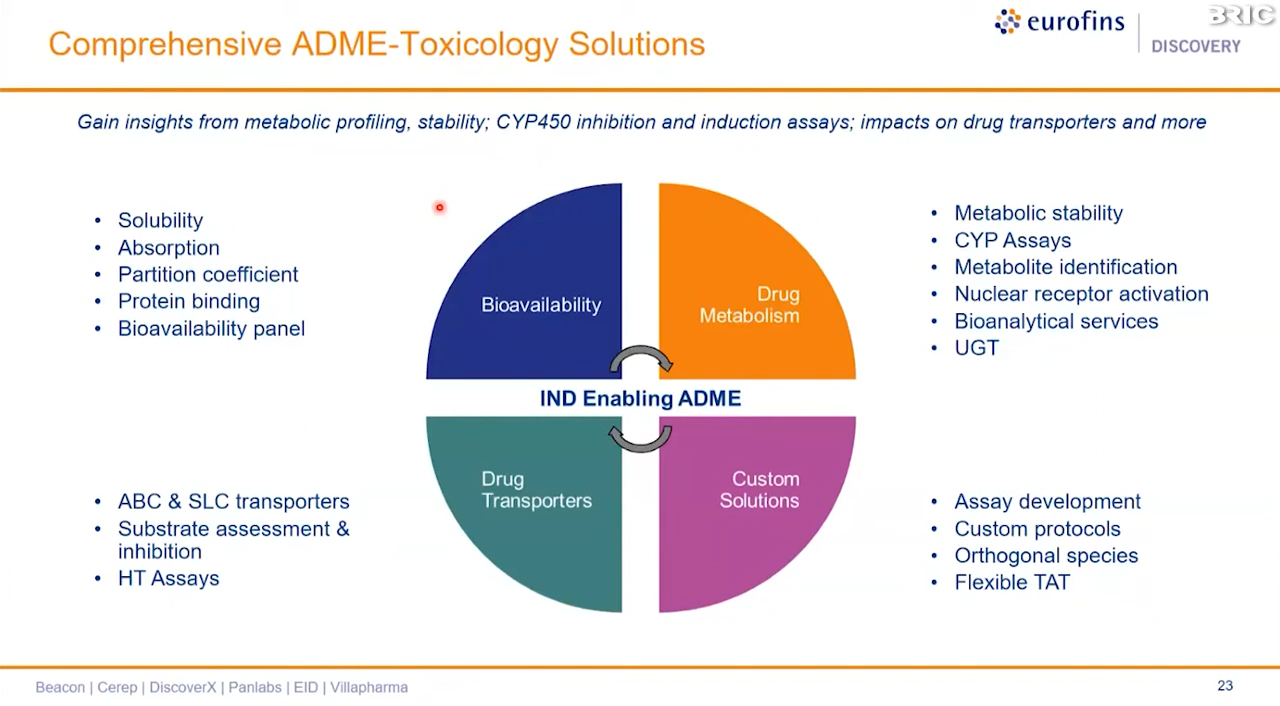 Comprehensive ADME-Toxicology Solutions
eurofins
DISCOVERY
BRIC
Gain insights from metabolic profiling, stability; CYP450 inhibition and induction assays; impacts on drug transporters and more
• Solubility
• Absorption
• Partition coefficient
• Protein binding
• Bioavailability panel
Bioavailability
Drug
Metabolism
• Metabolic stability
• CYP Assays
• Metabolite identification
• Nuclear receptor activation
• Bioanalytical services
• UGT
IND Enabling ADME
• ABC & SLC transporters
• Substrate assessment &
inhibition
• HT Assays
Drug
Transporters
Custom
Solutions
• Assay development
• Custom protocols
• Orthogonal species
• Flexible TAT
Beacon | Cerep | DiscoverX | Panlabs | EID | Villapharma
23